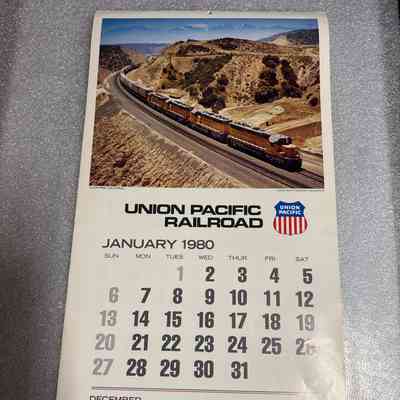 UNION PACIFIC
RAILROAD
UNION
PACIFIC
JANUARY 1980
SUN MON TUES WED THUR FRI SAT
1 2 3 4 5
6 7 8 9 10 11 12
13 14 15 16 17 18 19
20 21 22 23 24 25 26
27 28 29 30 31
DECEMBER